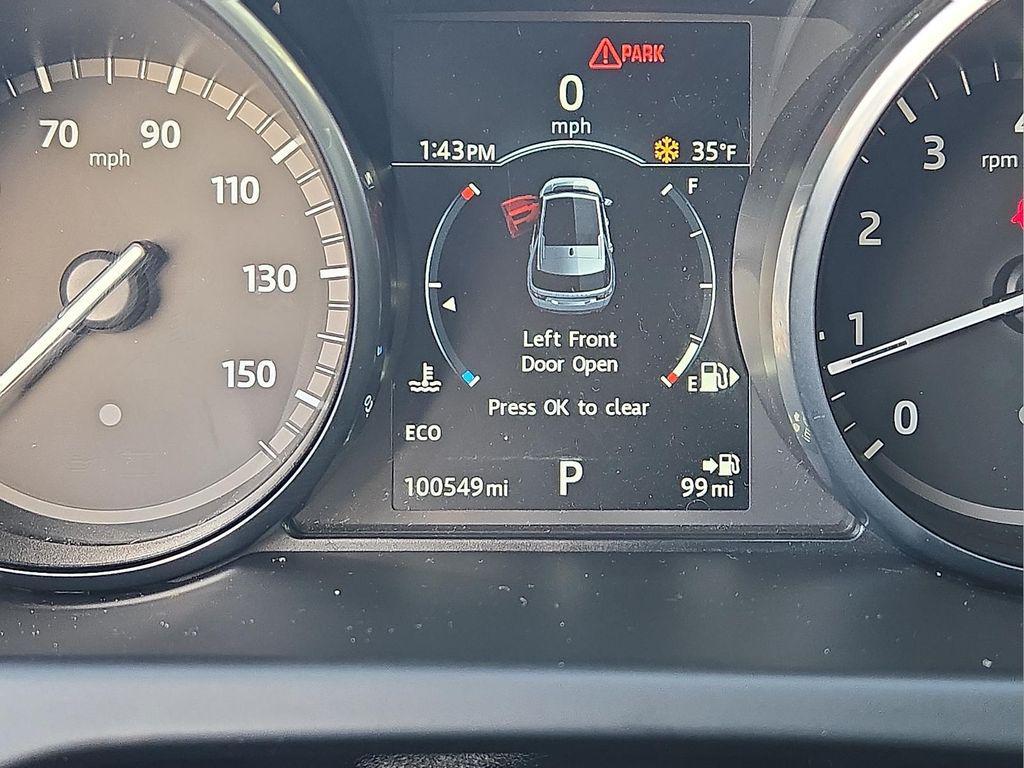 PARK
0
mph
1:43PM
35°F
F
Left Front
Door Open
E
Press OK to clear
ECO
100549mi
P
99mi
70
90
mph
110
130
150
4
3
rpm
2
1
0